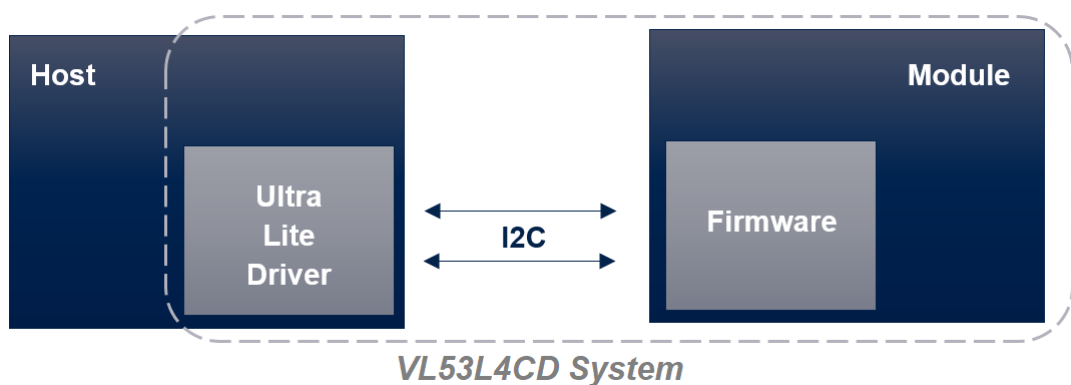 Host
Module
Ultra
Lite
Driver
I2C
Firmware
VL53L4CD System